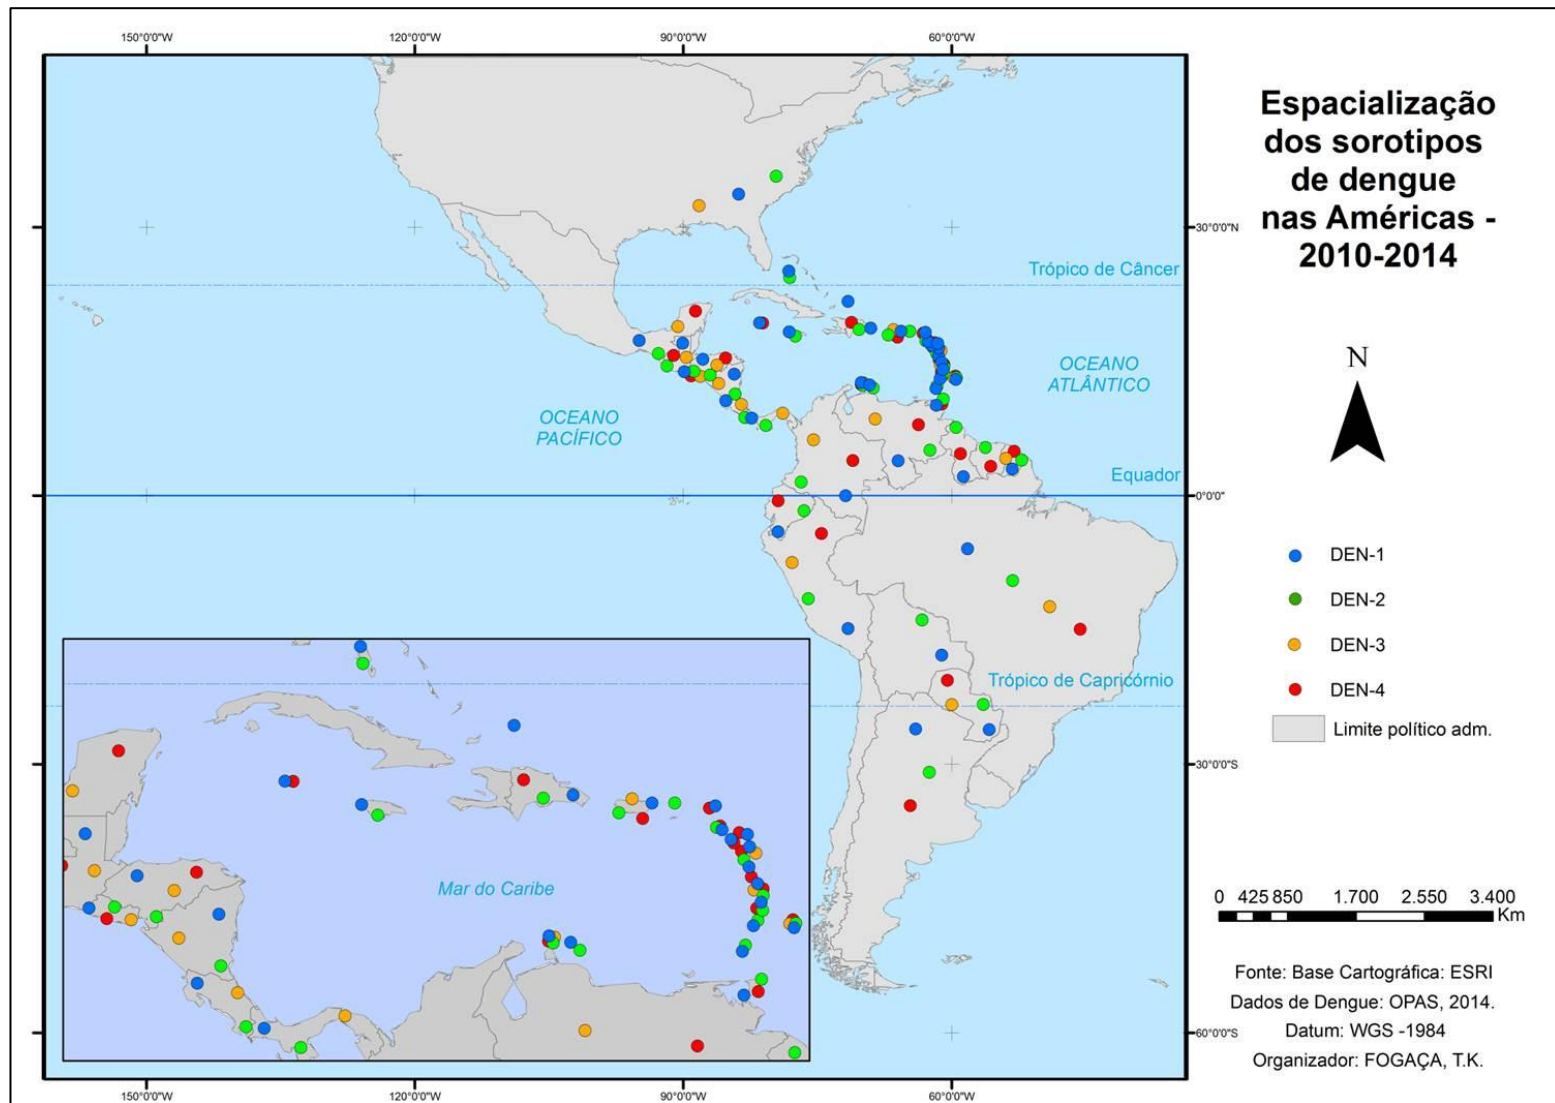 150°0'0"W
120°0'0"W
90°0'0"W
60°0'0"W
Espacialização
dos sorotipos
de dengue
nas Américas -
2010-2014
30°0'0"N
Trópico de Câncer
OCEANO
ATLÂNTICO
N
OCEANO
PACÍFICO
Equador
0°0'0"
DEN-1
DEN-2
DEN-3
DEN-4
Limite político adm.
Trópico de Capricórnio
30°0'0"S
Mar do Caribe
0 425 850 1.700 2.550 3.400
Km
Fonte: Base Cartográfica: ESRI
Dados de Dengue: OPAS, 2014.
Datum: WGS -1984
Organizador: FOGAÇA, T.K.
60°0'0"S
150°0'0"W
120°0'0"W
90°0'0"W
60°0'0"W